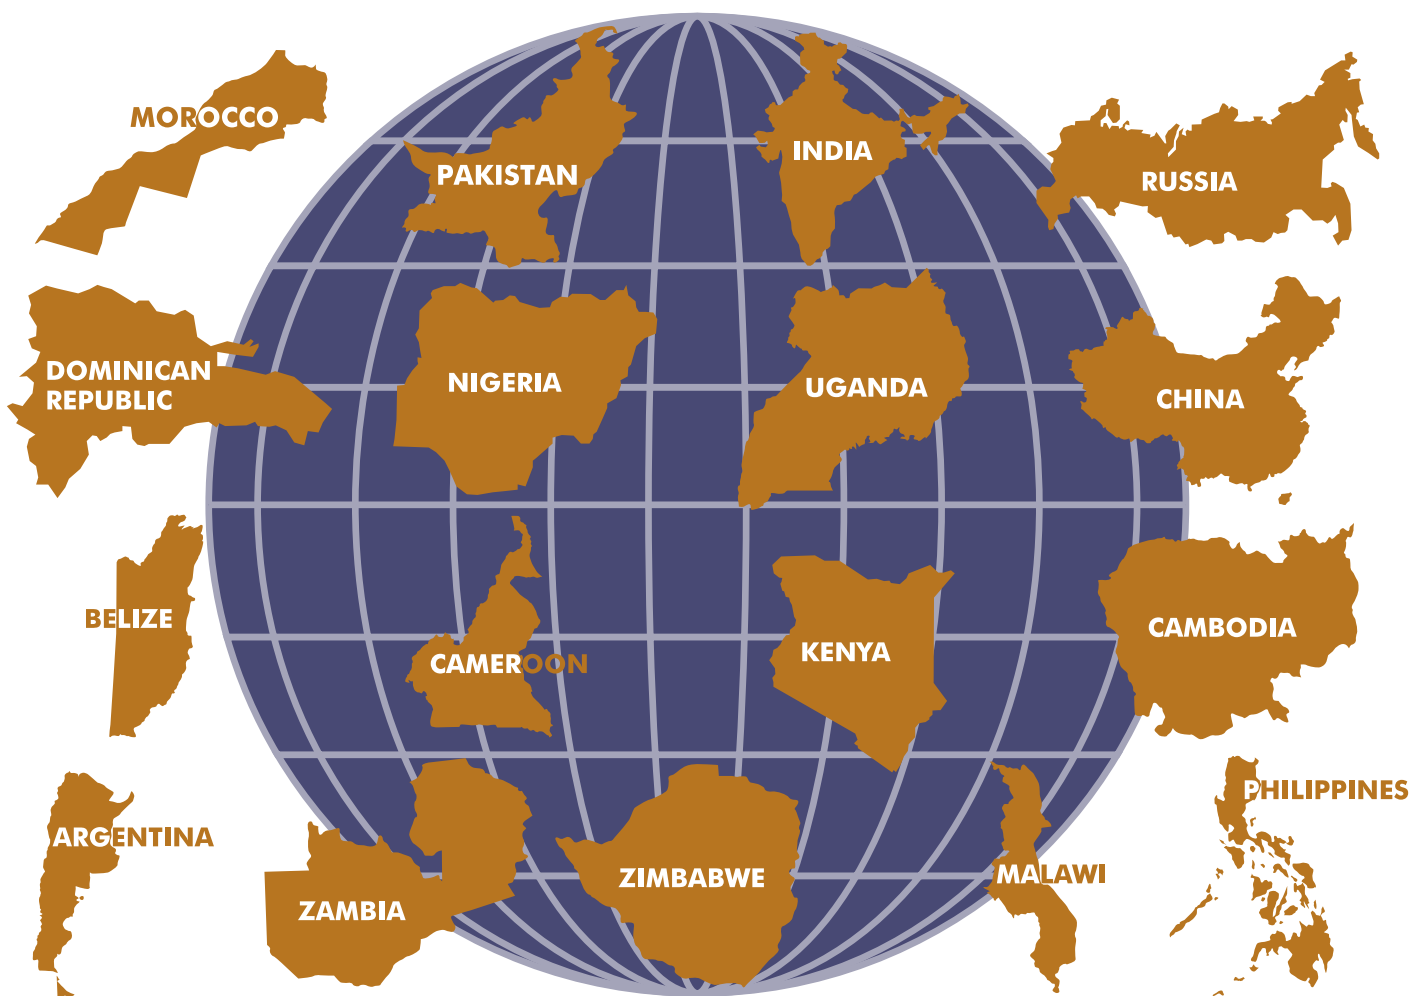 MOROCCO
PAKISTAN
INDIA
RUSSIA
DOMINICAN
REPUBLIC
NIGERIA
UGANDA
CHINA
BELIZE
CAMEROON
KENYA
CAMBODIA
ARGENTINA
ZAMBIA
ZIMBABWE
MALAWI
PHILIPPINES